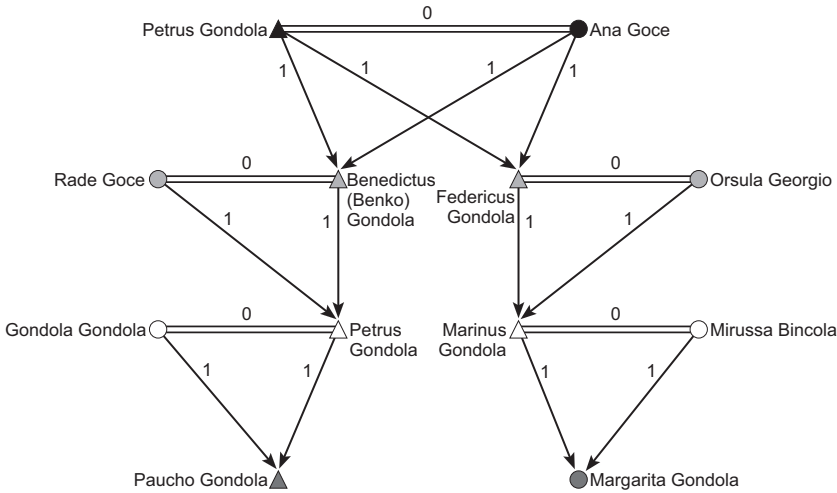 0
Petrus Gondola
Ana Goce
1
1
1
1
0
0
Rade Goce
Benedictus
(Benko)
Gondola
Federicus
Gondola
Orsula Georgio
1
1
1
1
0
0
Gondola Gondola
Petrus
Gondola
Marinus
Gondola
Mirussa Bincola
1
1
1
1
Paucho Gondola
Margarita Gondola